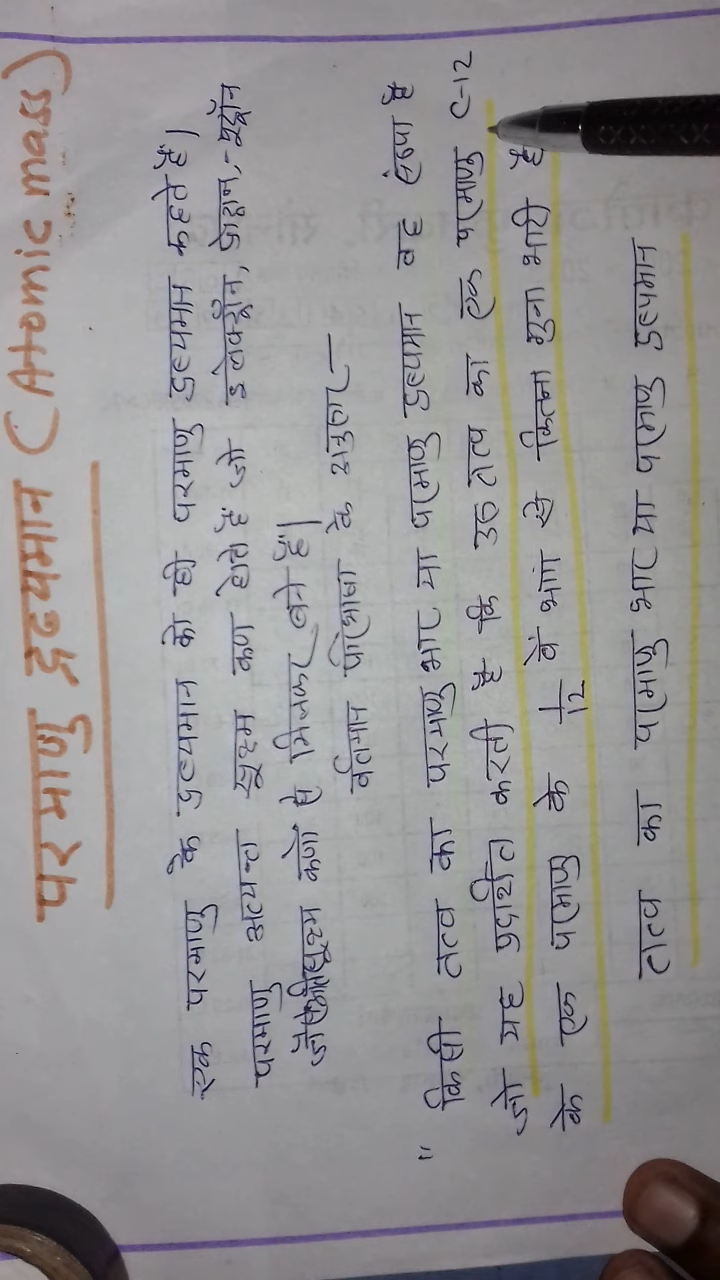 परमाणु द्रव्यमान (Atomic mass)
एक परमाणु के द्रव्यमान को ही परमाणु द्रव्यमान कहते हैं।
परमाणु अत्यन्त सूक्ष्म कण होते हैं जो इलेक्ट्रॉन, प्रोटॉन, न्यूट्रॉन
जैसे सूक्ष्म कणों से मिलकर बने हैं।
वर्तमान परिभाषा के अनुसार —
" किसी तत्व का परमाणु भार या परमाणु द्रव्यमान वह संख्या है
जो यह प्रदर्शित करती है कि उस तत्व का एक परमाणु C-12
के एक परमाणु के 1/12 वे भाग से कितना गुना भारी है
तत्व का परमाणु भार या परमाणु द्रव्यमान